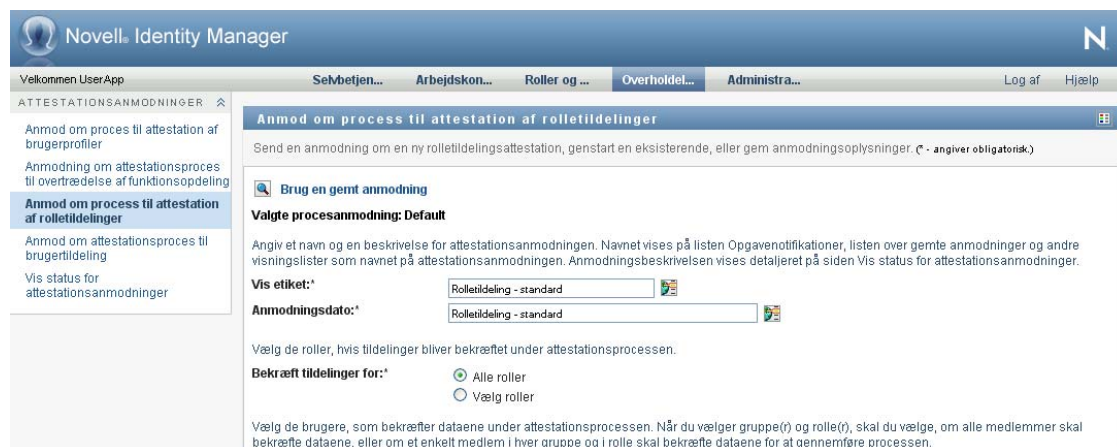 Novell® Identity Manager
N
Velkommen UserApp
Selvbetjen... Arbejdskon... Roller og ... Overholdel... Administra... Log af Hjælp
ATTESTATIONSANMODNINGER
Anmod om proces til attestation af
brugerprofiler
Anmodning om attestationsproces
til overtrædelse af funktionsopdeling
Anmod om process til attestation
af rolletildelinger
Anmod om attestationsproces til
brugertildeling
Vis status for
attestationsanmodninger
Anmod om process til attestation af rolletildelinger
Send en anmodning om en ny rolletildelingsattestation, genstart en eksisterende, eller gem anmodningsoplysninger. (* - angiver obligatorisk.)
Brug en gemt anmodning
Valgte procesanmodning: Default
Angiv et navn og en beskrivelse for attestationsanmodningen. Navnet vises på listen Opgavenotifikationer, listen over gemte anmodninger og andre
visningslister som navnet på attestationsanmodningen. Anmodningsbeskrivelsen vises detaljeret på siden Vis status for attestationsanmodninger.
Vis etiket:* Rolletildeling - standard
Anmodningsdato:* Rolletildeling - standard
Vælg de roller, hvis tildelinger bliver bekræftet under attestationsprocessen.
Bekræft tildelinger for:* Alle roller
Vælg roller
Vælg de brugere, som bekræfter dataene under attestationsprocessen. Når du vælger gruppe(r) og rolle(r), skal du vælge, om alle medlemmer skal
bekræfte dataene, eller om et enkelt medlem i hver gruppe og i rolle skal bekræfte dataene for at gennemføre processen.